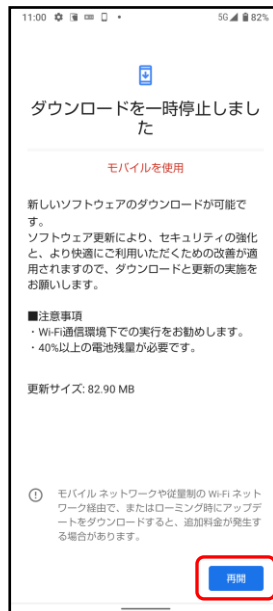 11:00 5G 82%
ダウンロードを一時停止しまし
た
モバイルを使用
新しいソフトウェアのダウンロードが可能で
す。
ソフトウェア更新により、セキュリティの強化
と、より快適にご利用いただくための改善が適
用されますので、ダウンロードと更新の実施を
お願いします。
■注意事項
・Wi-Fi通信環境下での実行をお勧めします。
・40%以上の電池残量が必要です。
更新サイズ: 82.90 MB
モバイル ネットワークや従量制の Wi-Fi ネット
ワーク経由で、またはローミング時にアップデ
ートをダウンロードすると、追加料金が発生す
る場合があります。
再開